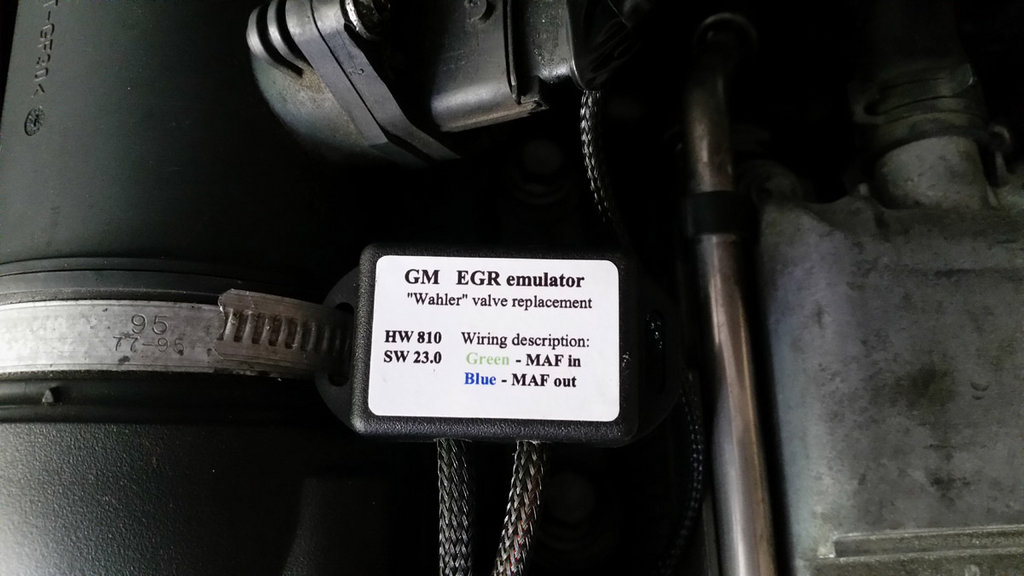 GM EGR emulator
"Wahler" valve replacement
HW 810
SW 23.0
Wiring description:
Green - MAF in
Blue - MAF out
95
77-95